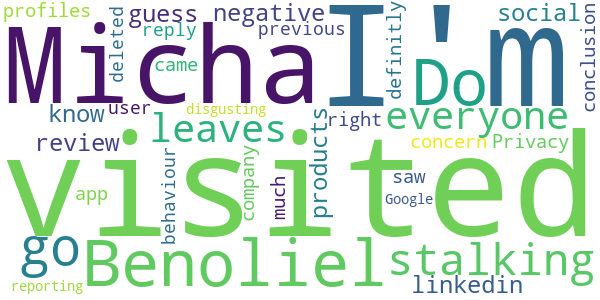 profiles guess negative social
deleted reply previous definitly conclusion
Micha I'm
came Do
know user disgusting everyone
review leaves products right concern Privacy
visited
behaviour company much saw
app Google
go Benoliel stalking
linkedin
reporting